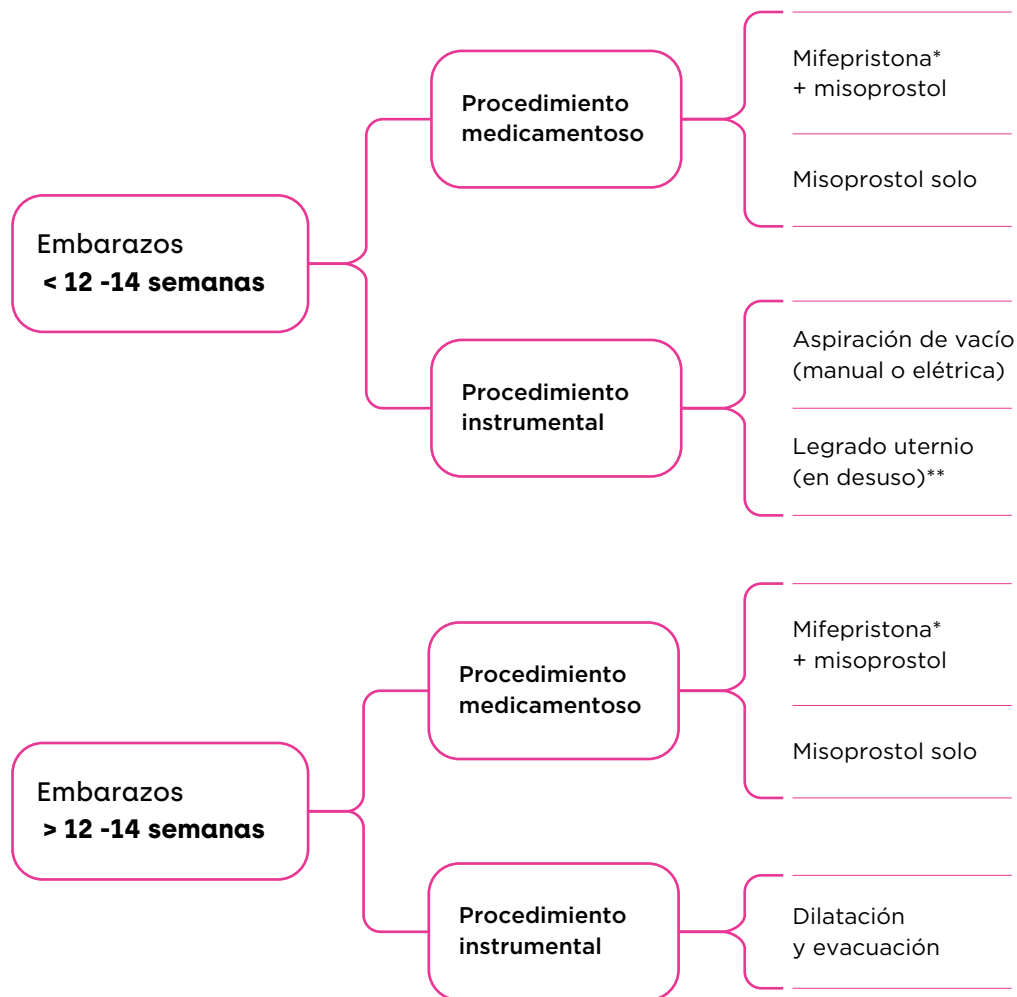 Embarazos
< 12 -14 semanas
Procedimiento
medicamentoso
Mifepristona*
+ misoprostol
Misoprostol solo
Procedimiento
instrumental
Aspiración de vacío
(manual o elétrica)
Legrado uternio
(en desuso)**
Embarazos
> 12 -14 semanas
Procedimiento
medicamentoso
Mifepristona*
+ misoprostol
Misoprostol solo
Procedimiento
instrumental
Dilatación
y evacuación